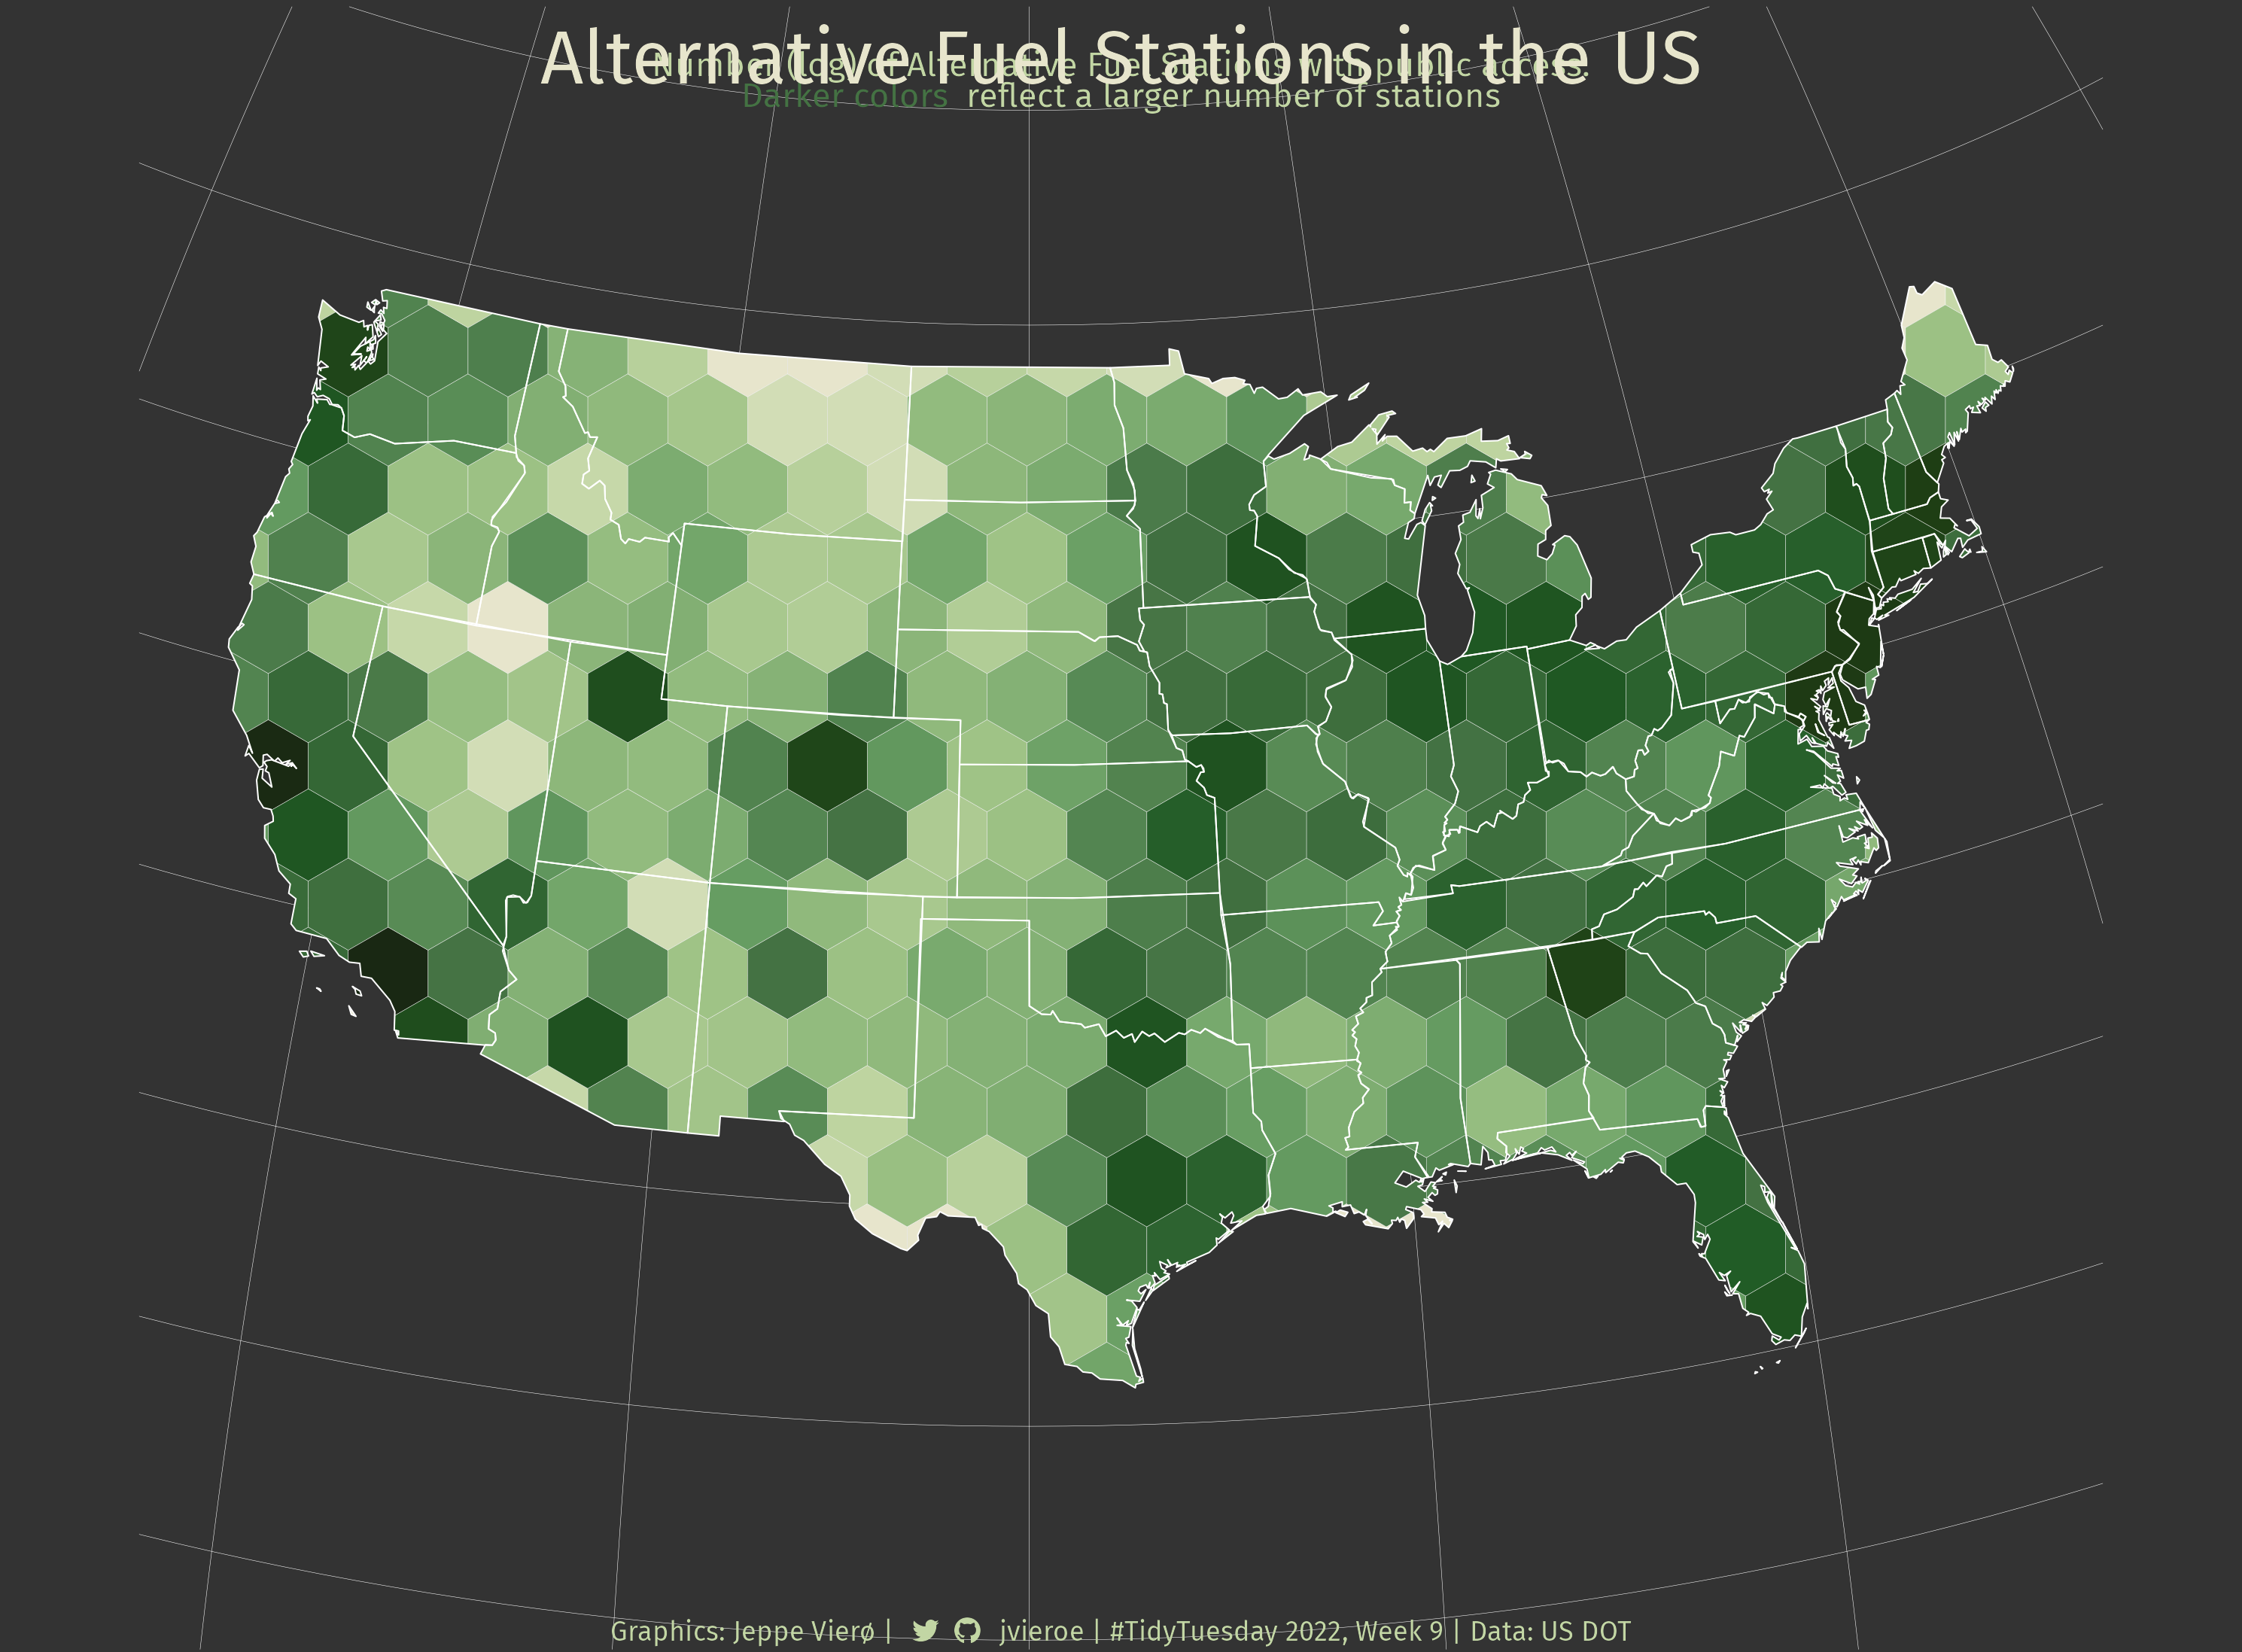 Alternative Fuel Stations in the US
Number (log) of Alternative Fuel Stations with public access.
Darker colors reflect a larger number of stations
Graphics: Jeppe Vierø | jvieroe | #TidyTuesday 2022, Week 9 | Data: US DOT